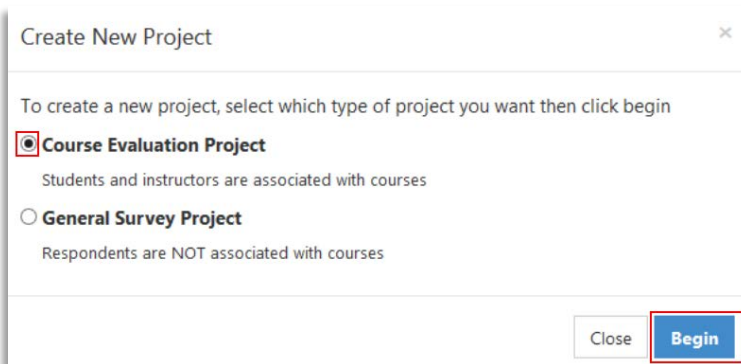 Create New Project
×
To create a new project, select which type of project you want then click begin
Course Evaluation Project
Students and instructors are associated with courses
General Survey Project
Respondents are NOT associated with courses
Close Begin